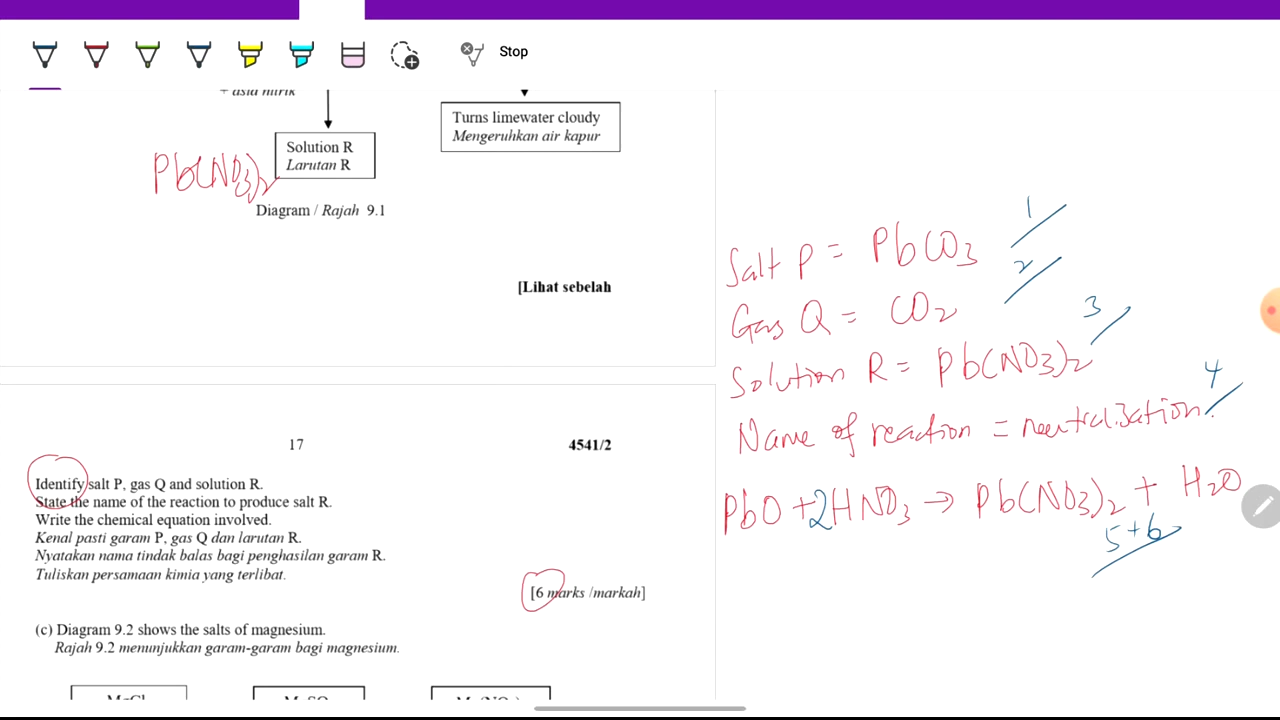 Stop
+ asid nitrik
Turns limewater cloudy
Mengeruhkan air kapur
Solution R
Larutan R
Pb(NO3)2
Diagram / Rajah 9.1
[Lihat sebelah
17
4541/2
Identify salt P, gas Q and solution R.
State the name of the reaction to produce salt R.
Write the chemical equation involved.
Kenal pasti garam P, gas Q dan larutan R.
Nyatakan nama tindak balas bagi penghasilan garam R.
Tuliskan persamaan kimia yang terlibat.
[6 marks /markah]
(c) Diagram 9.2 shows the salts of magnesium.
Rajah 9.2 menunjukkan garam-garam bagi magnesium.
Salt P = PbCO3 1
Gas Q = CO2 2
Solution R = Pb(NO3)2 3
Name of reaction = neutralization. 4
PbO + 2HNO3 → Pb(NO3)2 + H2O
5+6